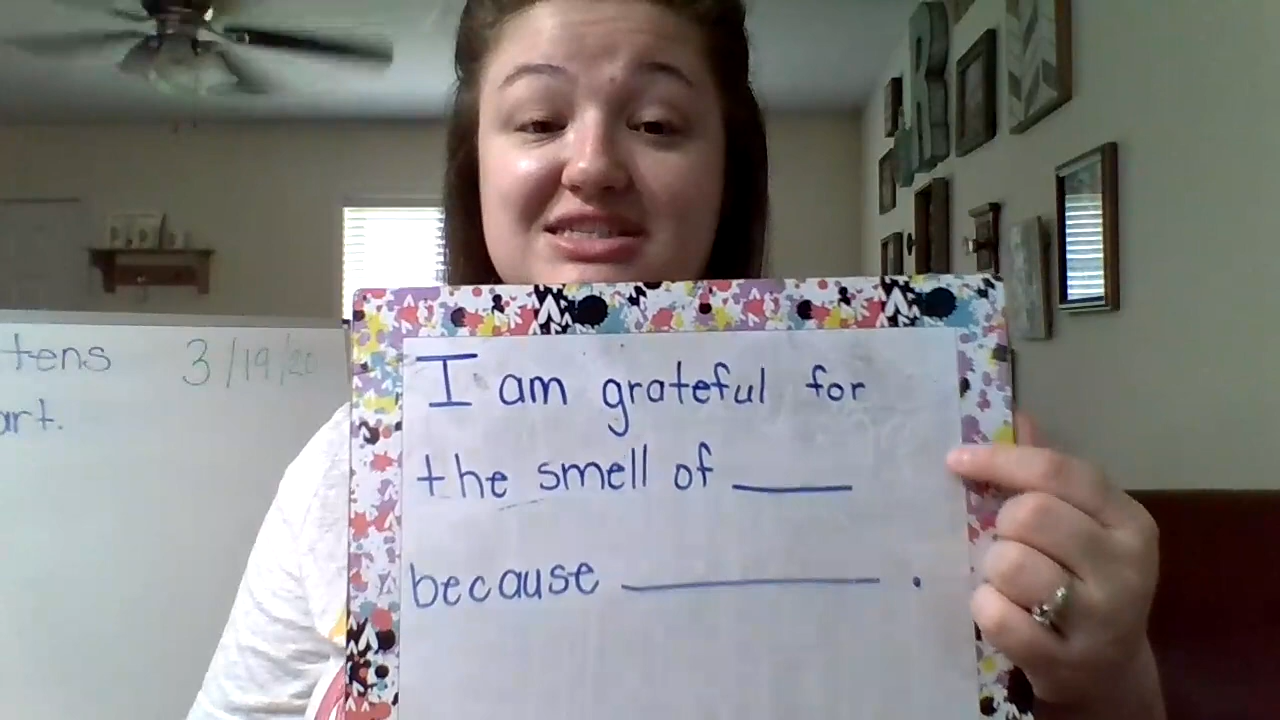 R
tens 3/19/20
art.
I am grateful for
the smell of ____
because ________ .